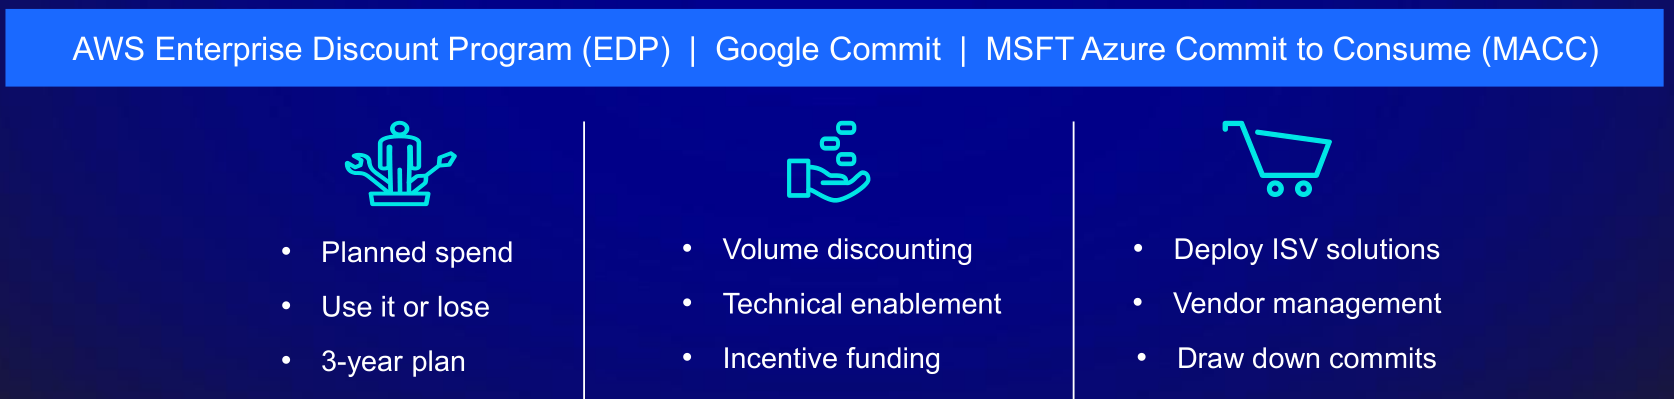 AWS Enterprise Discount Program (EDP) | Google Commit | MSFT Azure Commit to Consume (MACC)
• Planned spend
• Use it or lose
• 3-year plan
• Volume discounting
• Technical enablement
• Incentive funding
• Deploy ISV solutions
• Vendor management
• Draw down commits